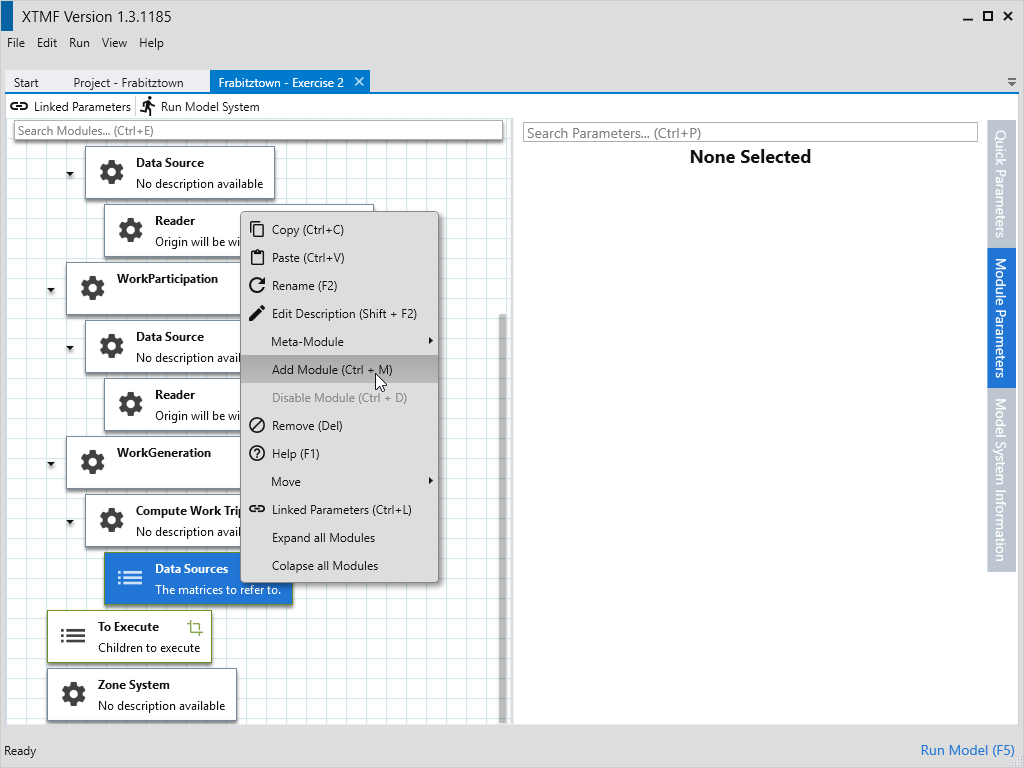 XTMF Version 1.3.1185
File Edit Run View Help
Start Project - Frabitztown Frabitztown - Exercise 2
Linked Parameters Run Model System
Search Modules... (Ctrl+E)
Data Source
No description available
Reader
Origin will be wi
WorkParticipation
Data Source
No description avail
Reader
Origin will be wi
WorkGeneration
Compute Work Trip
No description avail
Data Sources
The matrices to refer to.
To Execute
Children to execute
Zone System
No description available
Copy (Ctrl+C)
Paste (Ctrl+V)
Rename (F2)
Edit Description (Shift + F2)
Meta-Module
Add Module (Ctrl + M)
Disable Module (Ctrl + D)
Remove (Del)
Help (F1)
Move
Linked Parameters (Ctrl+L)
Expand all Modules
Colapse all Modules
Search Parameters... (Ctrl+P)
None Selected
Quick Parameters
Module Parameters
Model System Information
Ready
Run Model (F5)